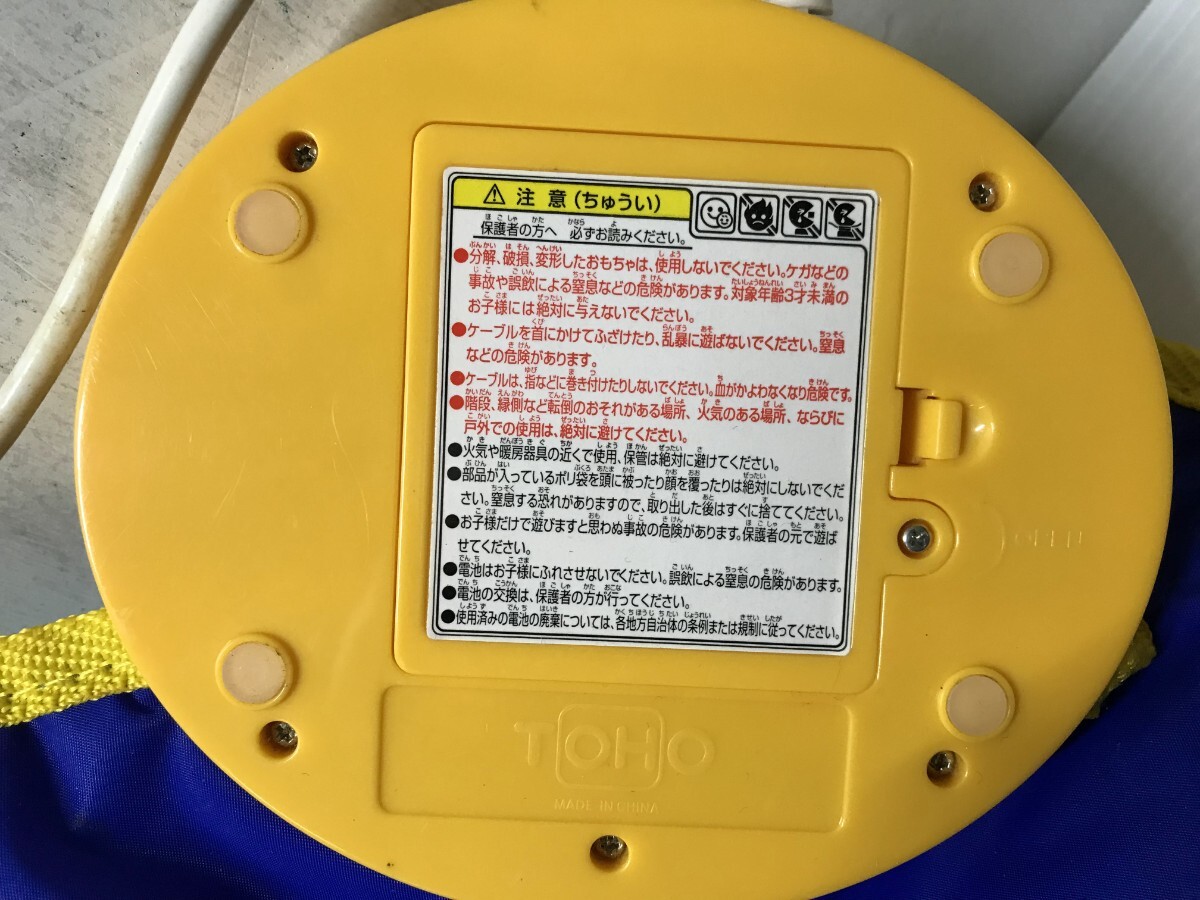 ⚠ 注意(ちゅうい)
保護者の方へ 必ずお読みください。
●分解、破損、変形したおもちゃは、使用しないでください。ケガなどの
事故や誤飲による窒息などの危険があります。対象年齢3才未満の
お子様には絶対に与えないでください。
●ケーブルを首にかけてふざけたり、乱暴に遊ばないでください。窒息
などの危険があります。
●ケーブルは、指などに巻き付けたりしないでください。血がかよわなくなり危険です。
●階段、縁側など転倒のおそれがある場所、火気のある場所、ならびに
戸外での使用は、絶対に避けてください。
●火気や暖房器具の近くで使用、保管は絶対に避けてください。
●部品が入っているポリ袋を頭に被ったり顔を覆ったりは絶対にしないでくだ
さい。窒息する恐れがありますので、取り出した後はすぐに捨ててください。
●お子様だけで遊びますと思わぬ事故の危険があります。保護者の元で遊ば
せてください。
●電池はお子様にふれさせないでください。誤飲による窒息の危険があります。
●電池の交換は、保護者の方が行ってください。
●使用済みの電池の廃棄については、各地方自治体の条例または規制に従ってください。
OPEN
TOHO
MADE IN CHINA